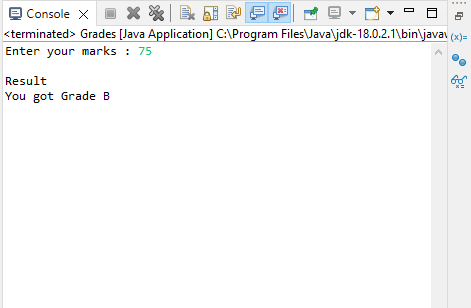 Console
<terminated> Grades [Java Application] C:\Program Files\Java\jdk-18.0.2.1\bin\javaw
Enter your marks : 75
Result
You got Grade B